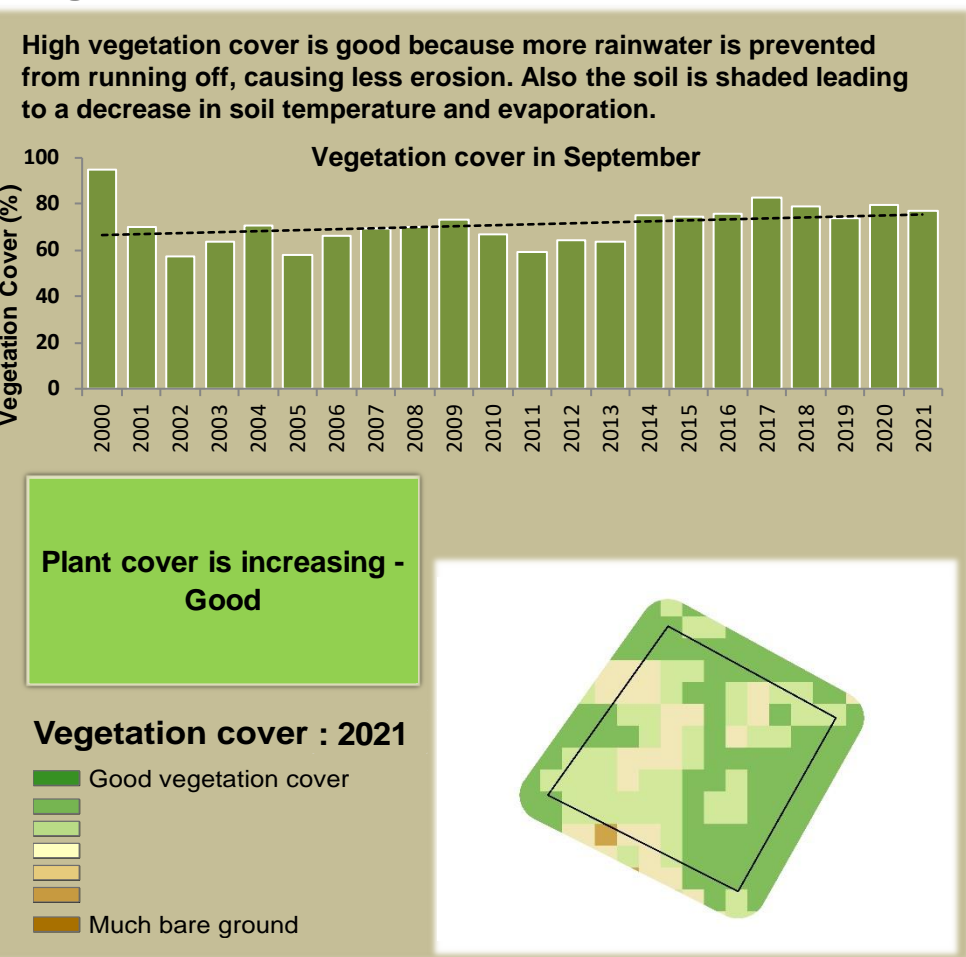 High vegetation cover is good because more rainwater is prevented
from running off, causing less erosion. Also the soil is shaded leading
to a decrease in soil temperature and evaporation.
Vegetation cover in September
Vegetation Cover (%)
100
80
60
40
20
0
2000 2001 2002 2003 2004 2005 2006 2007 2008 2009 2010 2011 2012 2013 2014 2015 2016 2017 2018 2019 2020 2021
Plant cover is increasing -
Good
Vegetation cover : 2021
Good vegetation cover
Much bare ground